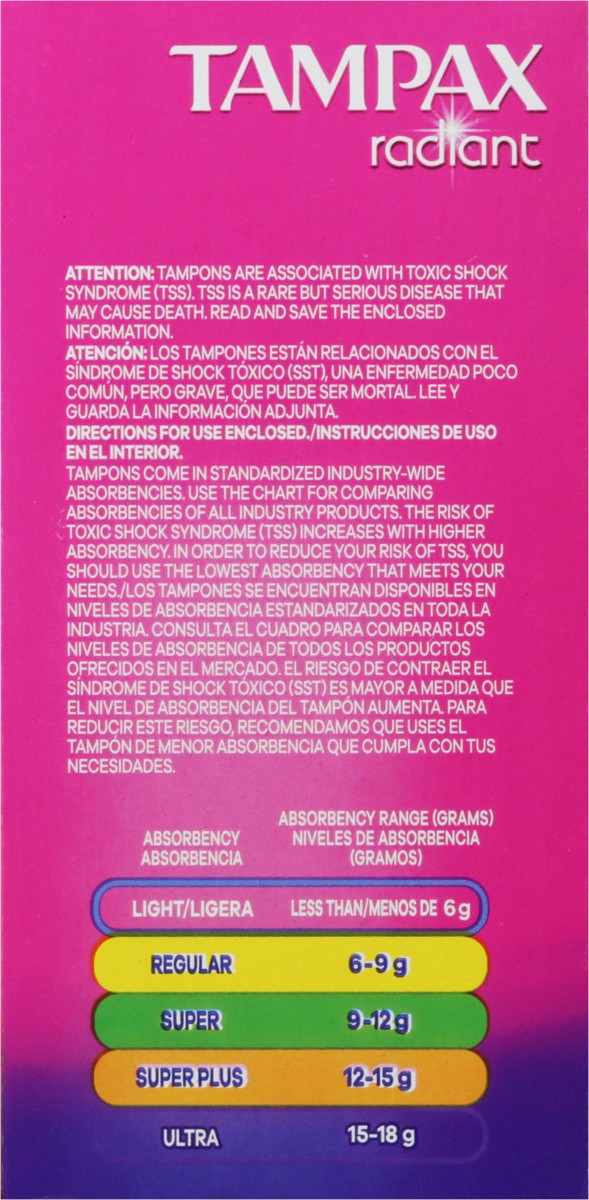 TAMPAX
radiant
ATTENTION: TAMPONS ARE ASSOCIATED WITH TOXIC SHOCK
SYNDROME (TSS). TSS IS A RARE BUT SERIOUS DISEASE THAT
MAY CAUSE DEATH. READ AND SAVE THE ENCLOSED
INFORMATION.
ATENCIÓN: LOS TAMPONES ESTÁN RELACIONADOS CON EL
SÍNDROME DE SHOCK TÓXICO (SST), UNA ENFERMEDAD POCO
COMÚN, PERO GRAVE, QUE PUEDE SER MORTAL. LEE Y
GUARDA LA INFORMACIÓN ADJUNTA.
DIRECTIONS FOR USE ENCLOSED./INSTRUCCIONES DE USO
EN EL INTERIOR.
TAMPONS COME IN STANDARDIZED INDUSTRY-WIDE
ABSORBENCIES. USE THE CHART FOR COMPARING
ABSORBENCIES OF ALL INDUSTRY PRODUCTS. THE RISK OF
TOXIC SHOCK SYNDROME (TSS) INCREASES WITH HIGHER
ABSORBENCY. IN ORDER TO REDUCE YOUR RISK OF TSS, YOU
SHOULD USE THE LOWEST ABSORBENCY THAT MEETS YOUR
NEEDS./LOS TAMPONES SE ENCUENTRAN DISPONIBLES EN
NIVELES DE ABSORBENCIA ESTANDARIZADOS EN TODA LA
INDUSTRIA. CONSULTA EL CUADRO PARA COMPARAR LOS
NIVELES DE ABSORBENCIA DE TODOS LOS PRODUCTOS
OFRECIDOS EN EL MERCADO. EL RIESGO DE CONTRAER EL
SÍNDROME DE SHOCK TÓXICO (SST) ES MAYOR A MEDIDA QUE
EL NIVEL DE ABSORBENCIA DEL TAMPÓN AUMENTA. PARA
REDUCIR ESTE RIESGO, RECOMENDAMOS QUE USES EL
TAMPÓN DE MENOR ABSORBENCIA QUE CUMPLA CON TUS
NECESIDADES.
ABSORBENCY
ABSORBENCIA
ABSORBENCY RANGE (GRAMS)
NIVELES DE ABSORBENCIA
(GRAMOS)
LIGHT/LIGERA LESS THAN/MENOS DE 6 g
REGULAR 6-9 g
SUPER 9-12 g
SUPER PLUS 12-15 g
ULTRA 15-18 g